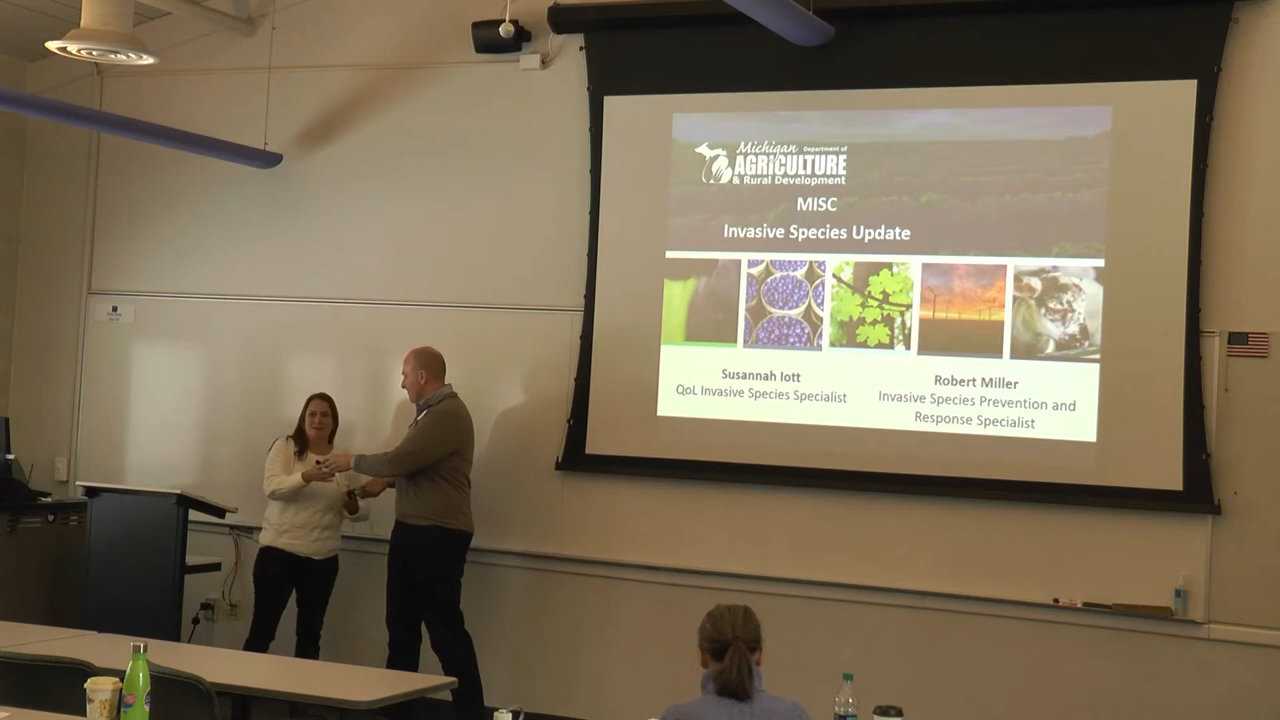 Michigan Department of
AGRICULTURE
& Rural Development
MISC
Invasive Species Update
Susannah Iott
QoL Invasive Species Specialist
Robert Miller
Invasive Species Prevention and
Response Specialist